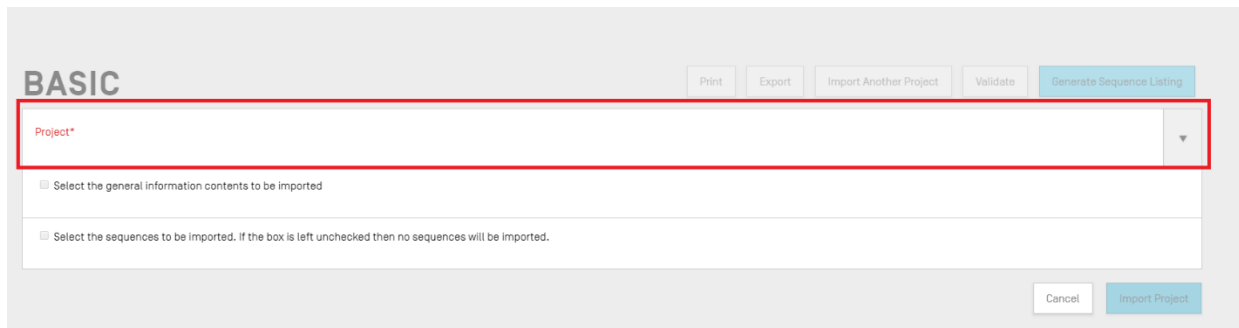 BASIC
Print Export Import Another Project Validate Generate Sequence Listing
Project*
Select the general information contents to be imported
Select the sequences to be imported. If the box is left unchecked then no sequences will be imported.
Cancel Import Project